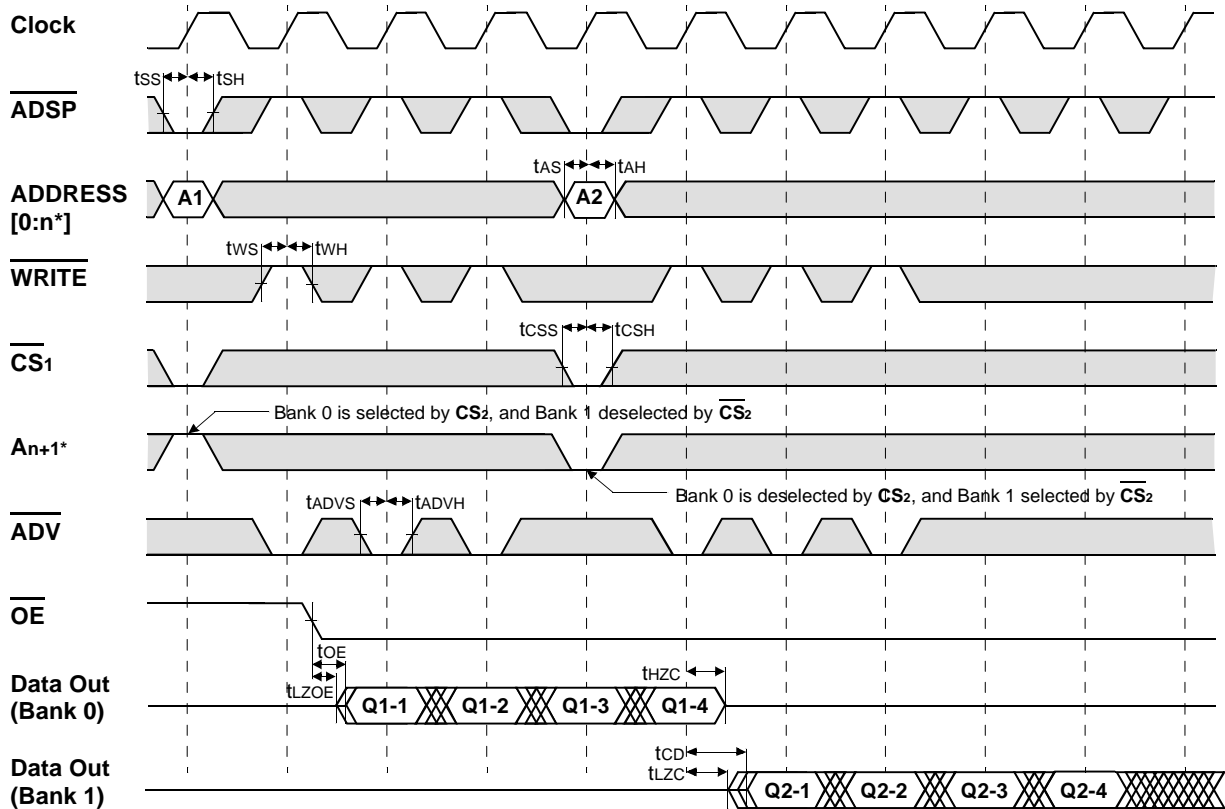 Clock
tSS tSH
ADSP
tAS tAH
ADDRESS
[0:n*]
A1 A2
tWS tWH
WRITE
tCSS tCSH
CS1
Bank 0 is selected by CS2, and Bank 1 deselected by CS2
An+1*
Bank 0 is deselected by CS2, and Bank 1 selected by CS2
tADVS tADVH
ADV
OE
tOE
tHZC
tLZOE
Data Out
(Bank 0)
Q1-1 Q1-2 Q1-3 Q1-4
tCD
tLZC
Data Out
(Bank 1)
Q2-1 Q2-2 Q2-3 Q2-4